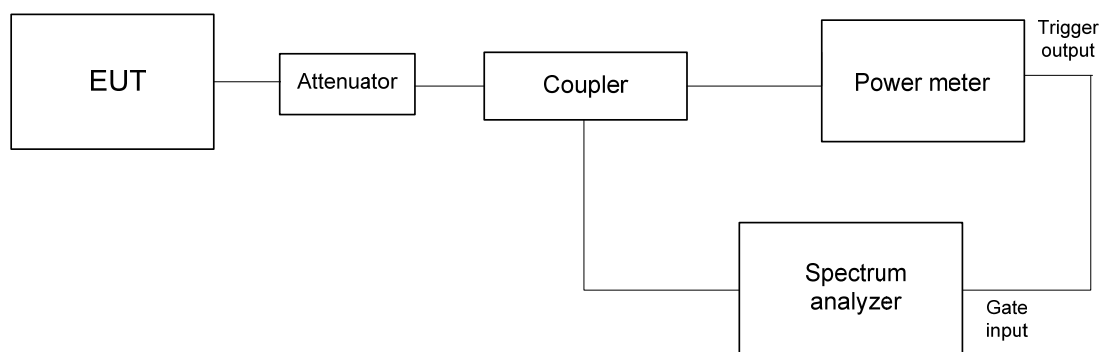 EUT
Attenuator
Coupler
Power meter
Trigger
output
Spectrum
analyzer
Gate
input